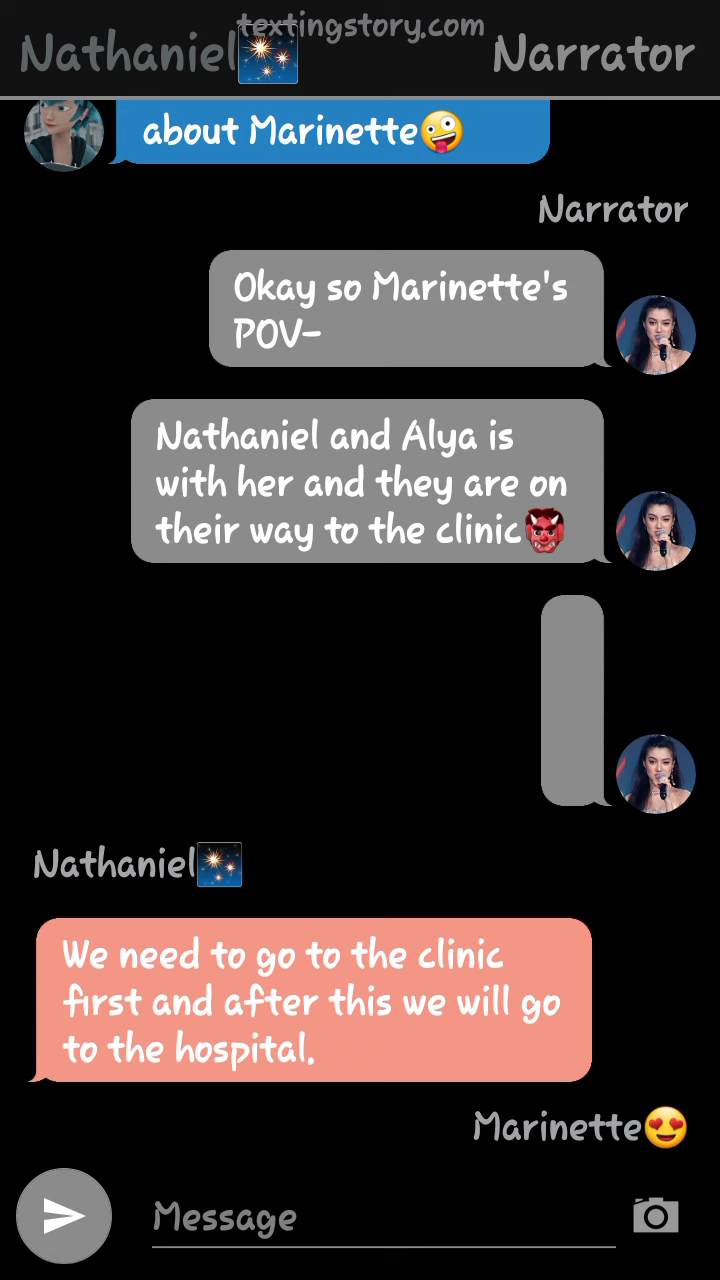 textingstory.com
Nathaniel🎇 Narrator
about Marinette🤪
Narrator
Okay so Marinette's
POV-
Nathaniel and Alya is
with her and they are on
their way to the clinic👹
Nathaniel🎇
We need to go to the clinic
first and after this we will go
to the hospital.
Marinette😍
Message